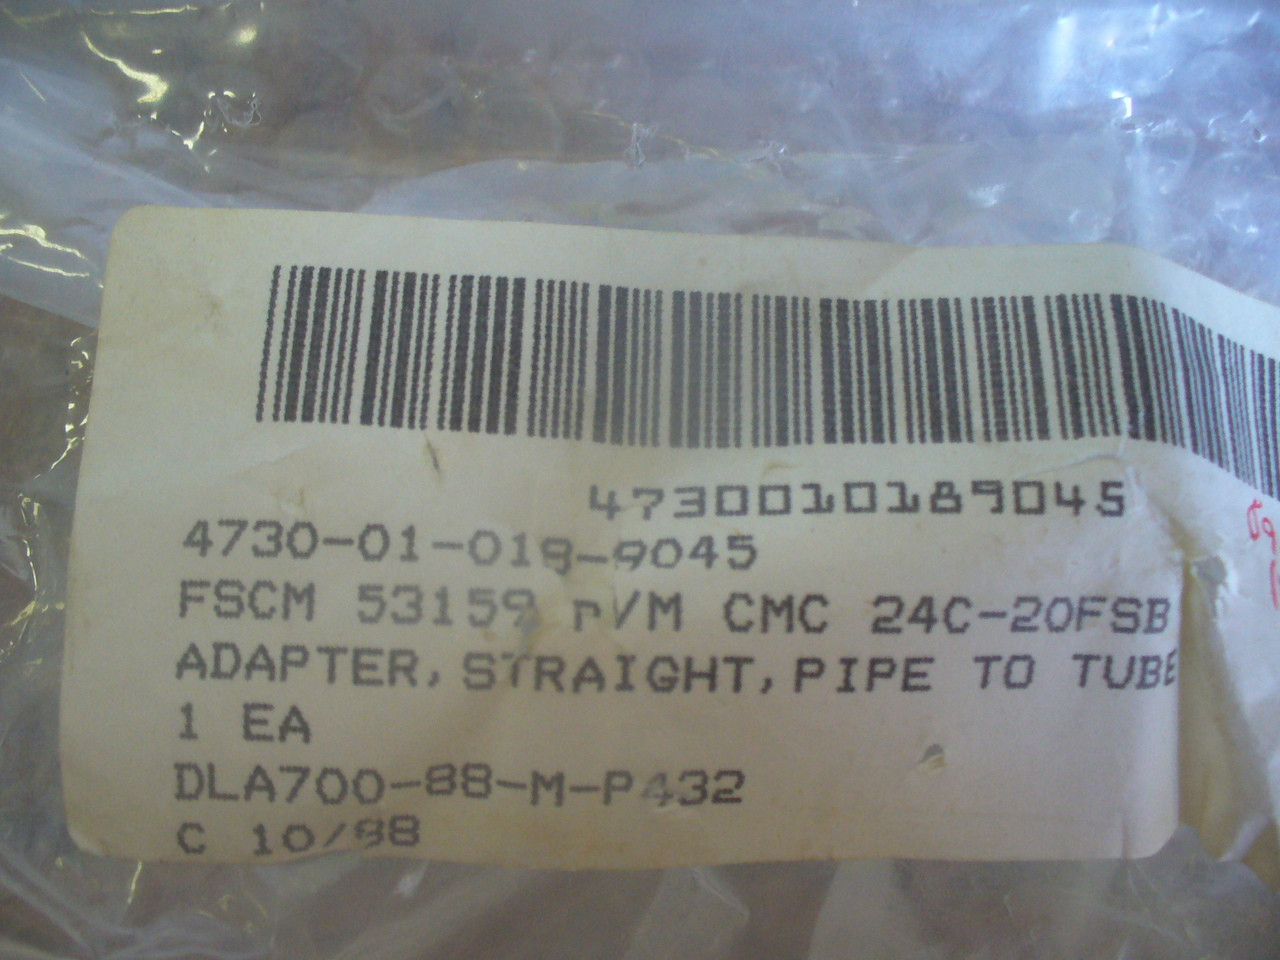 4730010189045
4730-01-018-9045
FSCM 53159 P/M CMC 24C-20FSB
ADAPTER, STRAIGHT, PIPE TO TUBE
1 EA
DLA700-88-M-P432
C 10/88